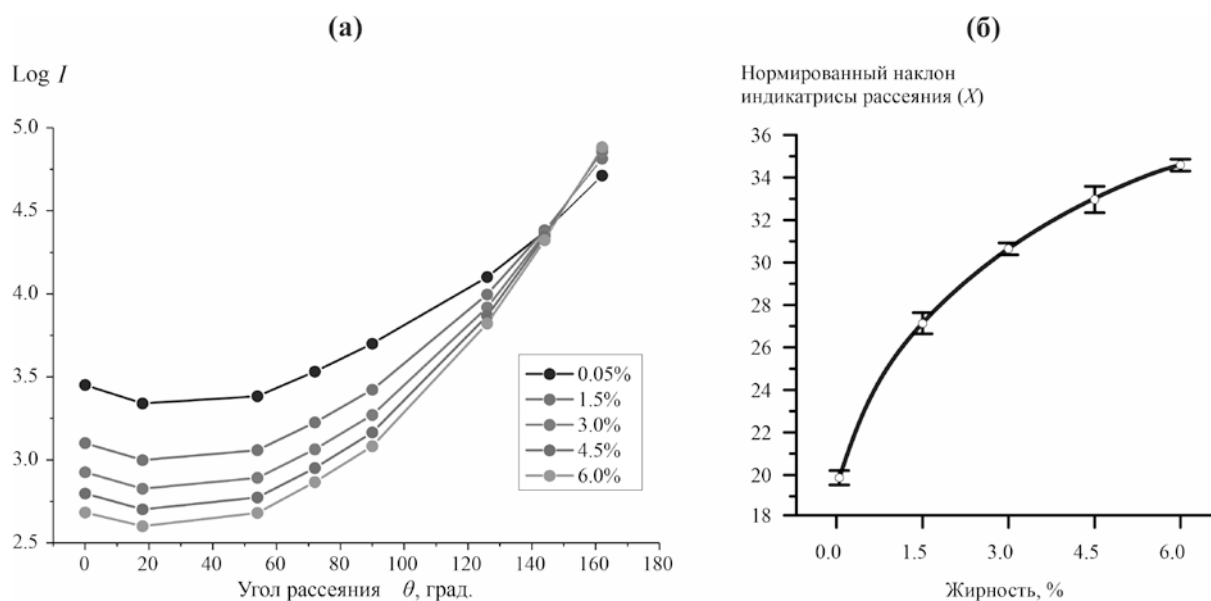 (а)
Log I
5.0
4.5
4.0
3.5
3.0
2.5
0 20 40 60 80 100 120 140 160 180
Угол рассеяния θ, град.
0.05%
1.5%
3.0%
4.5%
6.0%
(б)
Нормированный наклон
индикатрисы рассеяния (X)
36
34
32
30
28
26
24
22
20
18
0.0 1.5 3.0 4.5 6.0
Жирность, %